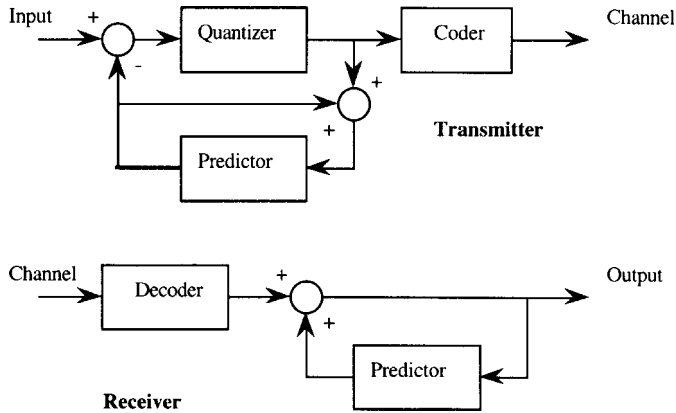 Input
+
Quantizer
Coder
Channel
-
+
+
Transmitter
Predictor
Channel
Decoder
+
Output
+
Predictor
Receiver